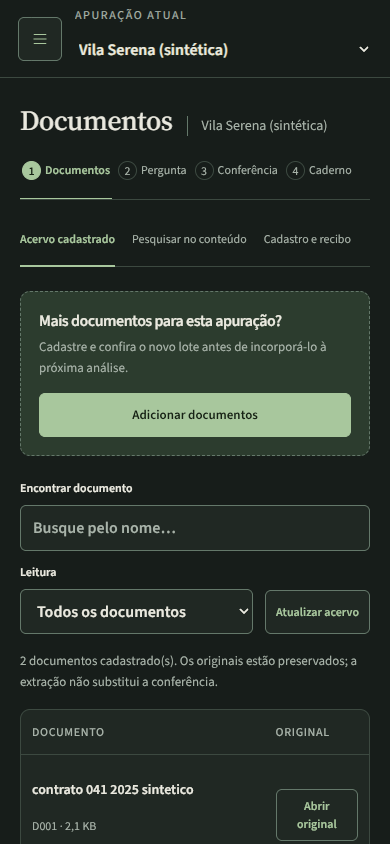 APURAÇÃO ATUAL
Vila Serena (sintética)
Documentos
Vila Serena (sintética)
1 Documentos 2 Pergunta 3 Conferência 4 Caderno
Acervo cadastrado Pesquisar no conteúdo Cadastro e recibo
Mais documentos para esta apuração?
Cadastre e confira o novo lote antes de incorporá-lo à
próxima análise.
Adicionar documentos
Encontrar documento
Busque pelo nome...
Leitura
Todos os documentos
Atualizar acervo
2 documentos cadastrado(s). Os originais estão preservados; a
extração não substitui a conferência.
DOCUMENTO ORIGINAL
contrato 041 2025 sintetico
D001 · 2,1 KB
Abrir
original